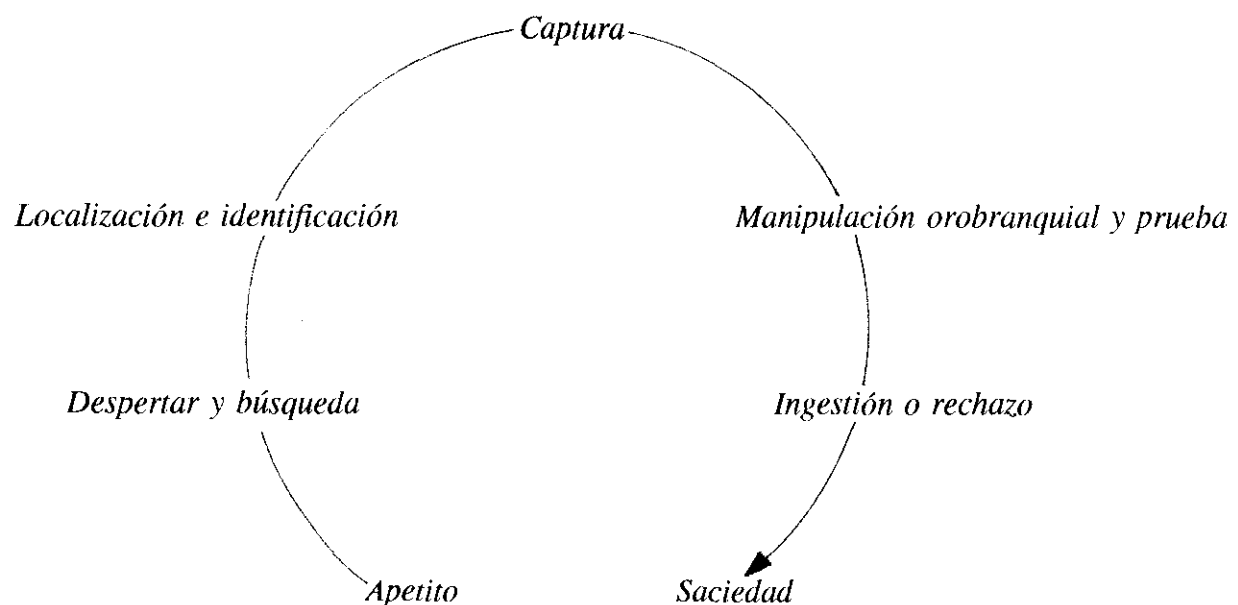 Captura
Localización e identificación
Manipulación orobranquial y prueba
Despertar y búsqueda
Ingestión o rechazo
Apetito
Saciedad